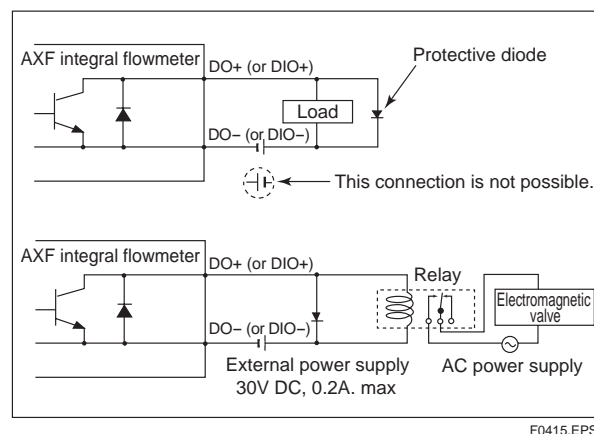 AXF integral flowmeter
DO+ (or DIO+)
Protective diode
Load
DO− (or DIO−)
This connection is not possible.
AXF integral flowmeter
DO+ (or DIO+)
Relay
Electromagnetic
valve
DO− (or DIO−)
External power supply
30V DC, 0.2A. max
AC power supply
F0415.EPS